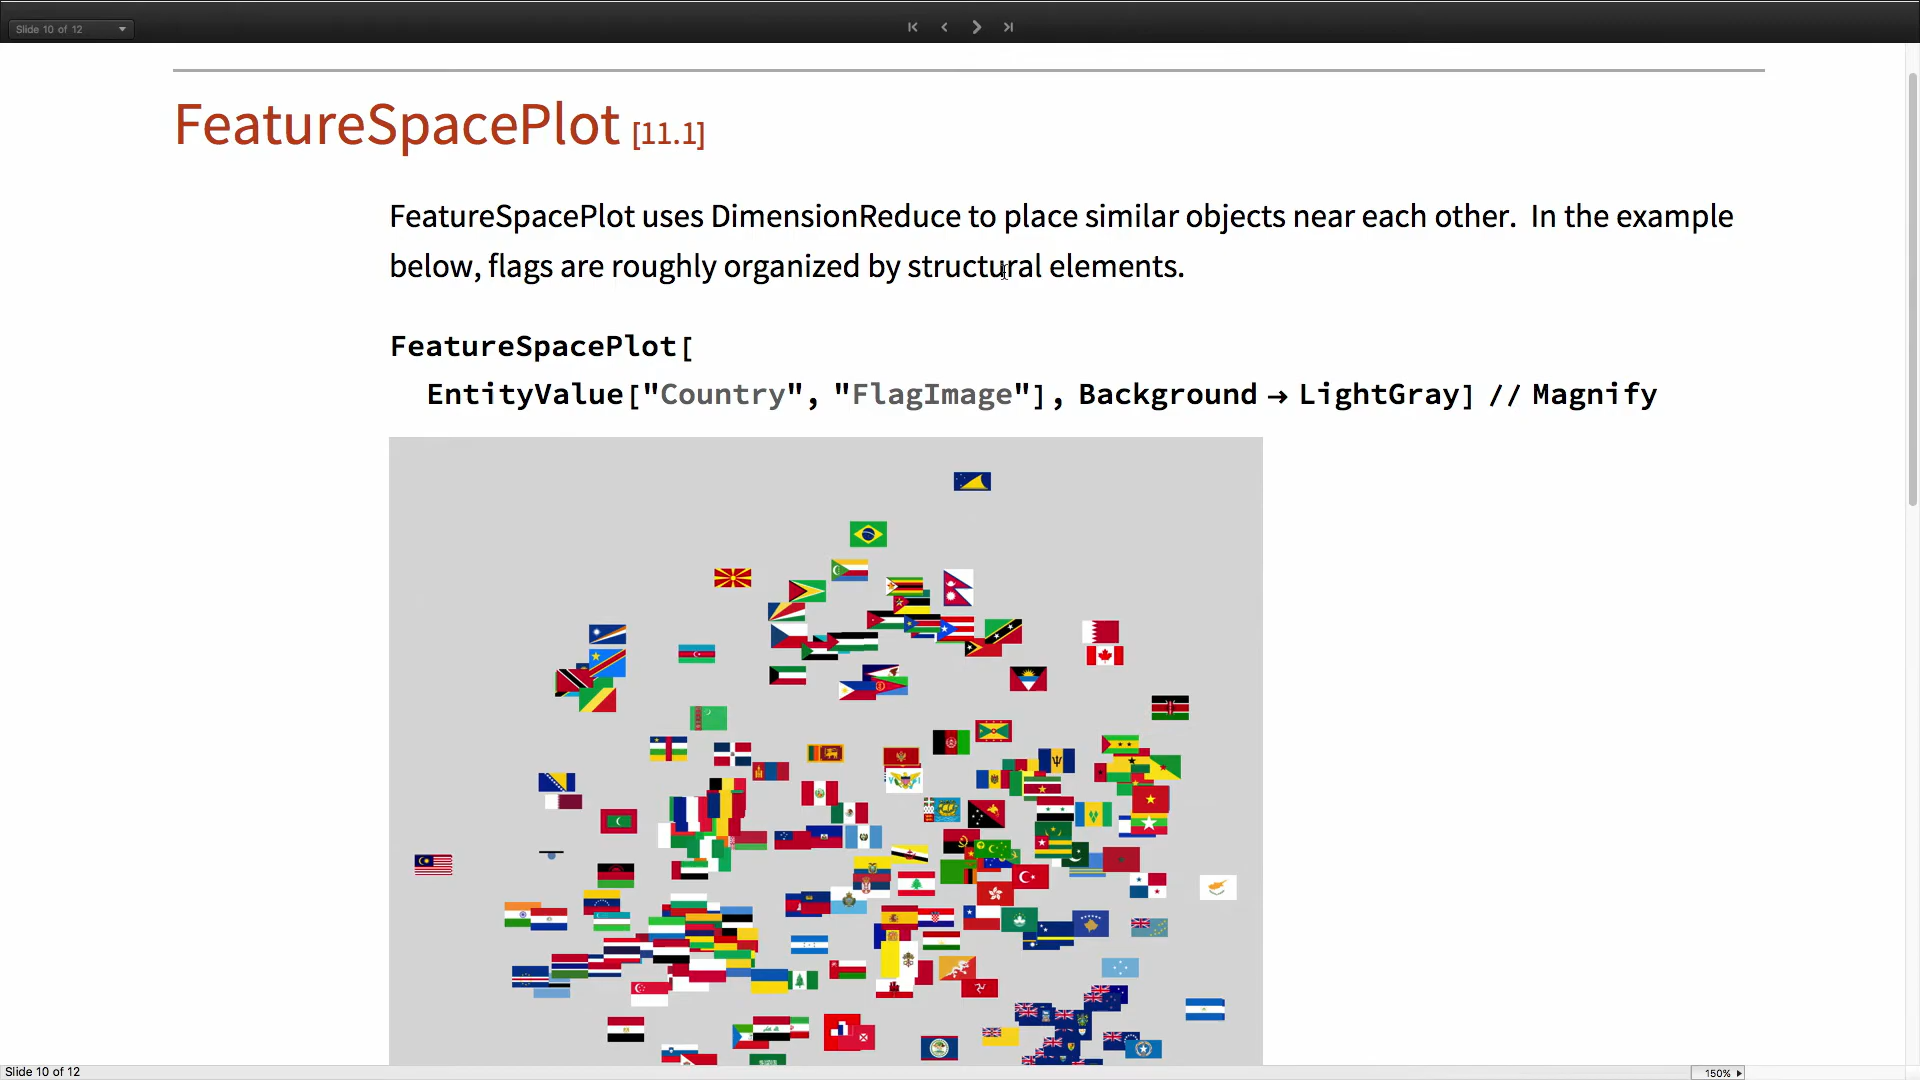 Slide 10 of 12
FeatureSpacePlot [11.1]
FeatureSpacePlot uses DimensionReduce to place similar objects near each other.  In the example
below, flags are roughly organized by structural elements.
FeatureSpacePlot[
EntityValue["Country", "FlagImage"], Background → LightGray] // Magnify
Slide 10 of 12
150%